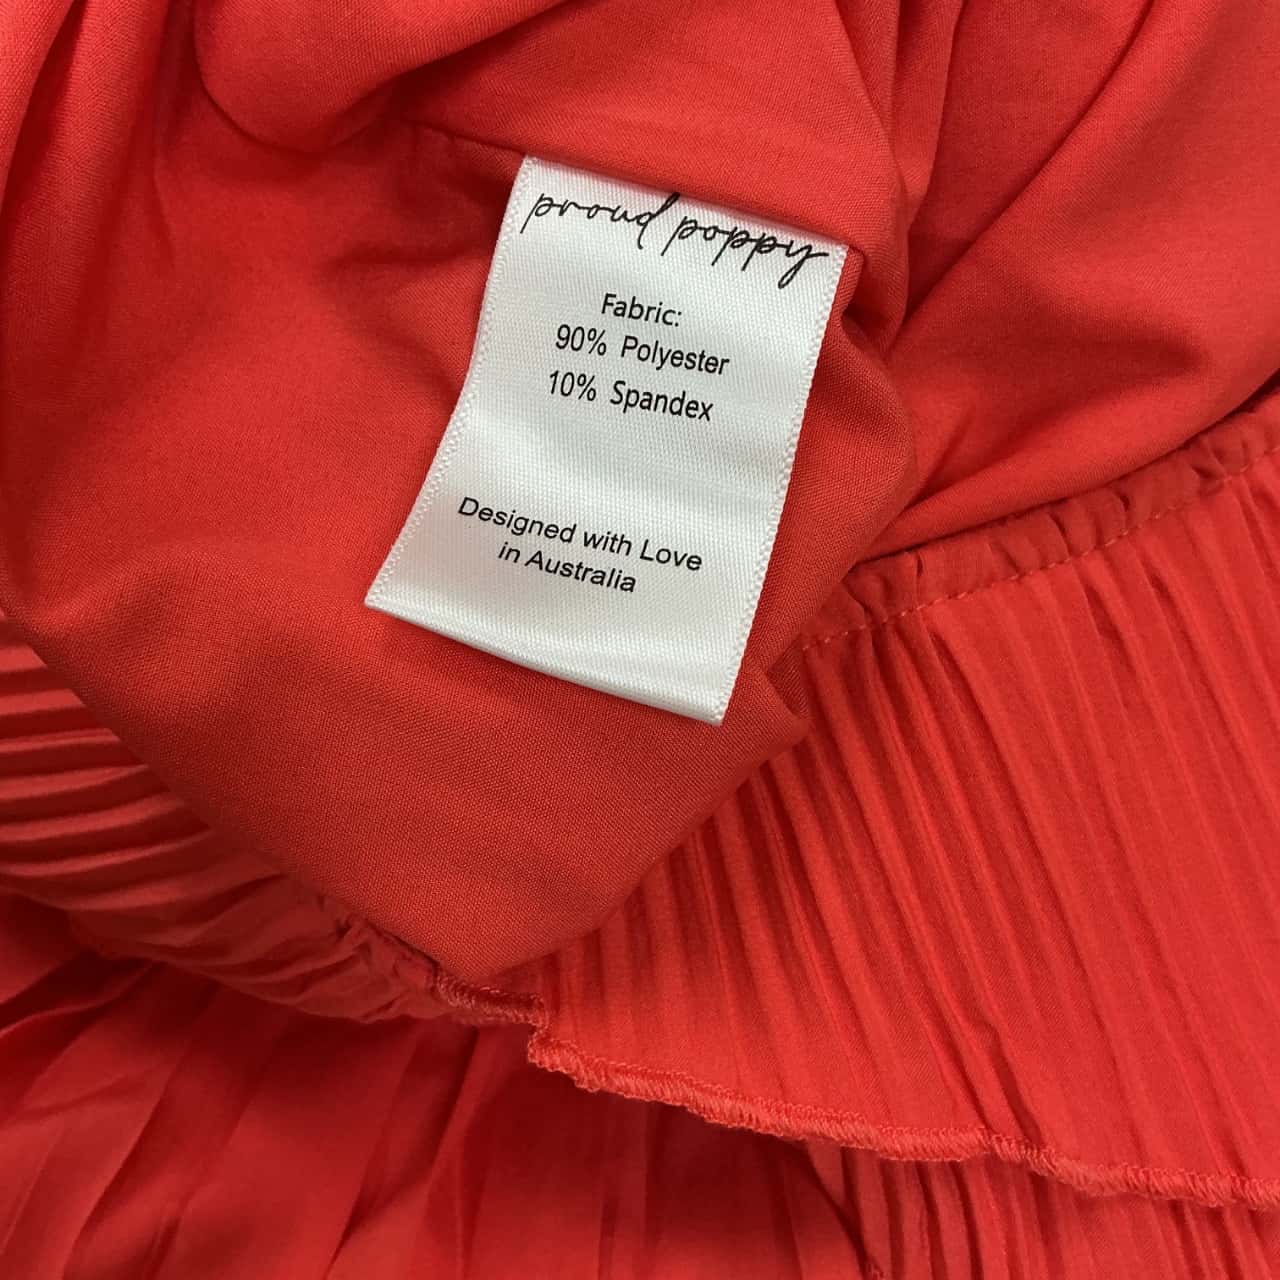 proud poppy
Fabric:
90% Polyester
10% Spandex
Designed with Love
in Australia